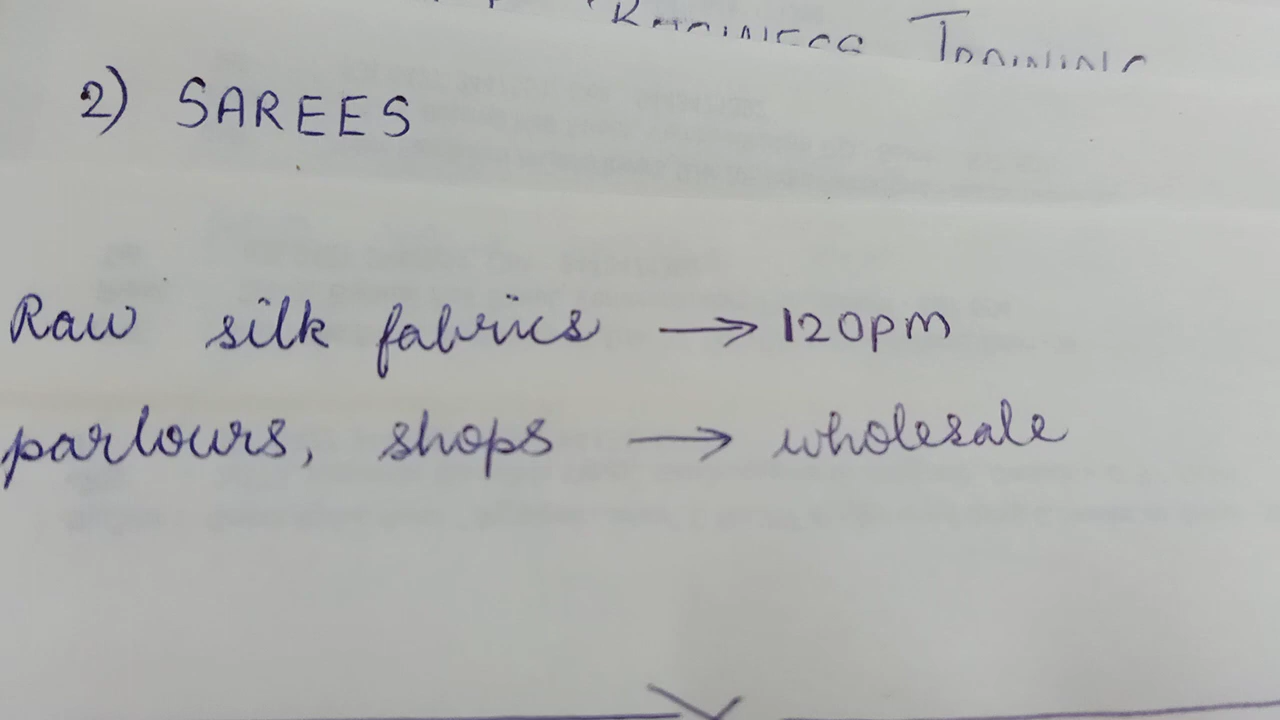 2) SAREES
Raw silk fabrics → 120pm
parlours, shops → wholesale